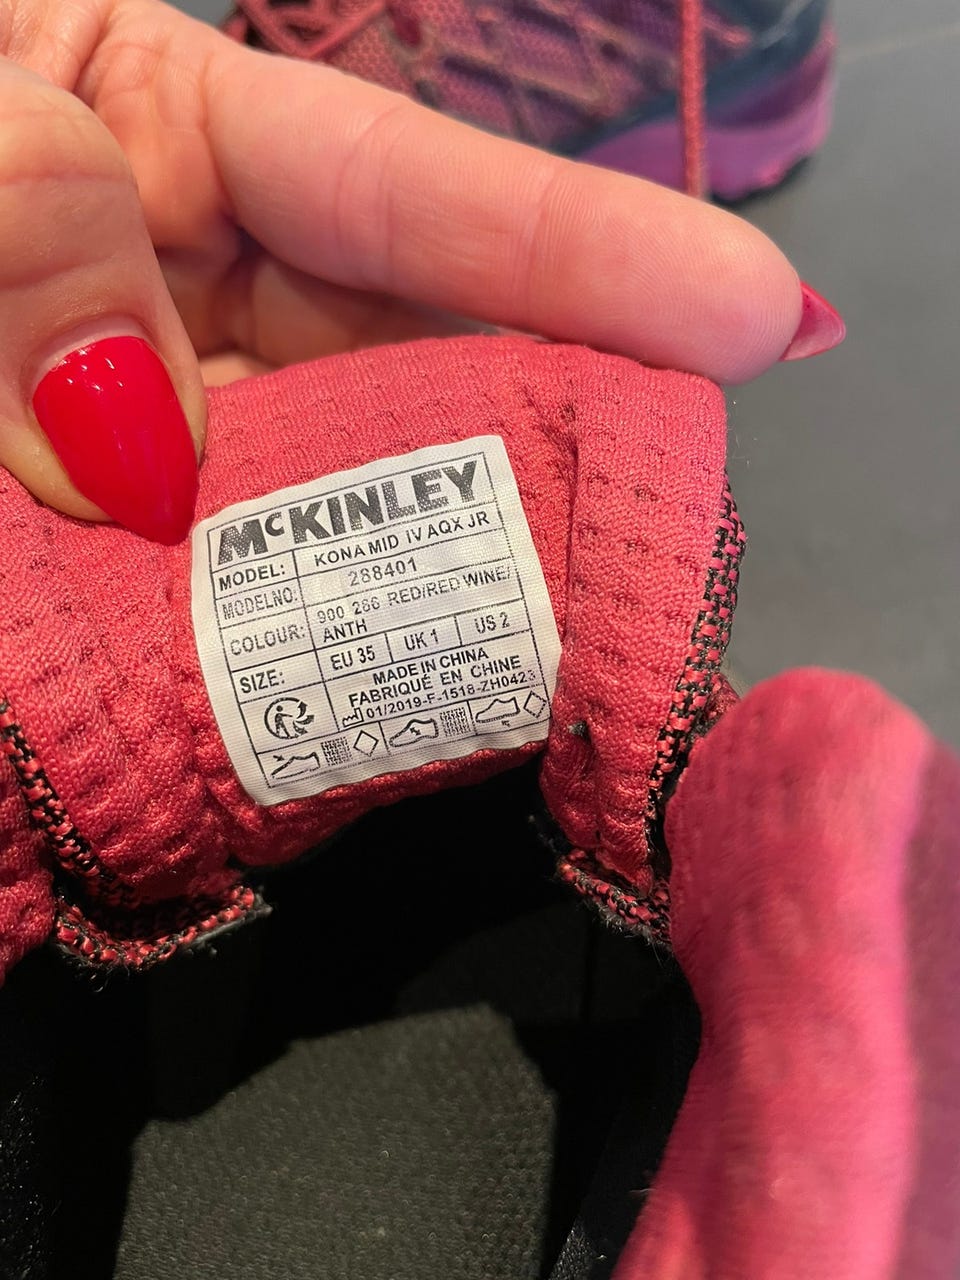 McKINLEY
MODEL: KONA MID IV AQX JR
MODELNO: 288401
COLOUR: 900 286 RED/RED WINE/
ANTH
SIZE: EU 35 UK 1 US 2
MADE IN CHINA
FABRIQUÉ EN CHINE
01/2019-F-1518-ZH0423